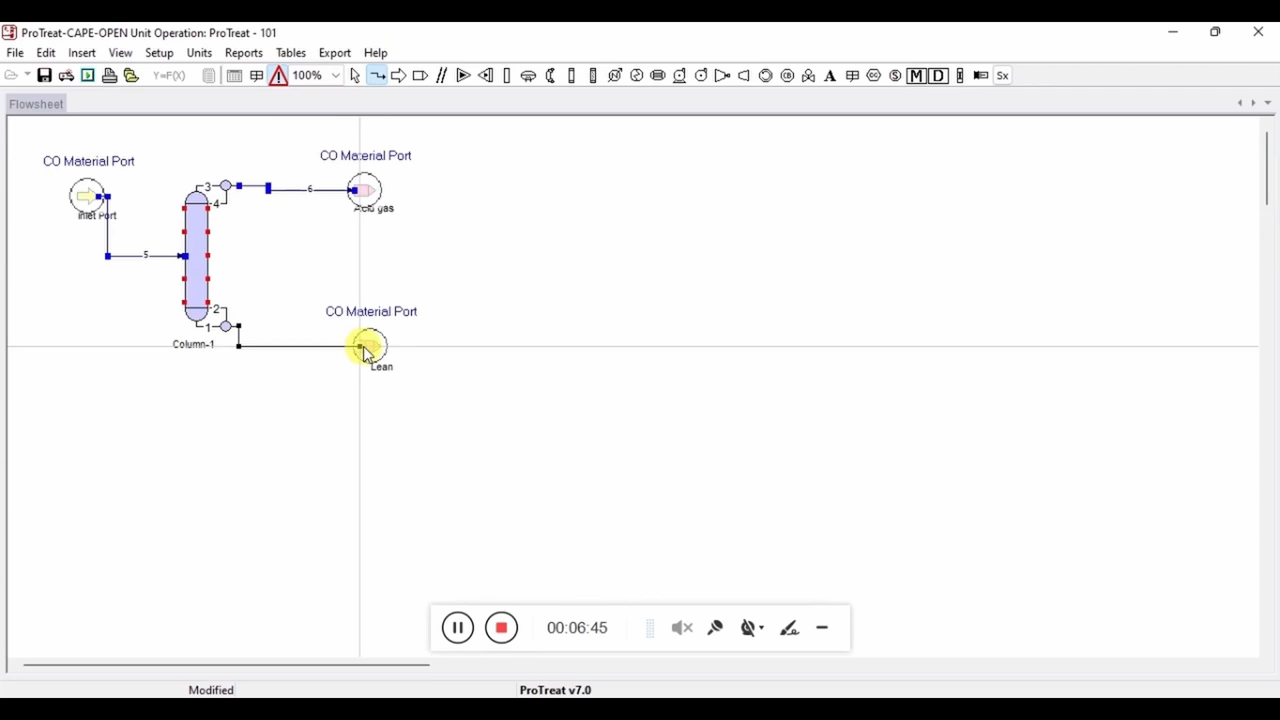 ProTreat-CAPE-OPEN Unit Operation: ProTreat - 101
File Edit Insert View Setup Units Reports Tables Export Help
Y=F(X) 100% A M D Sx
Flowsheet
CO Material Port
CO Material Port
Inlet Port
3
4
6
Acid gas
5
CO Material Port
2
1
Column-1
Lean
00:06:45
Modified
ProTreat v7.0